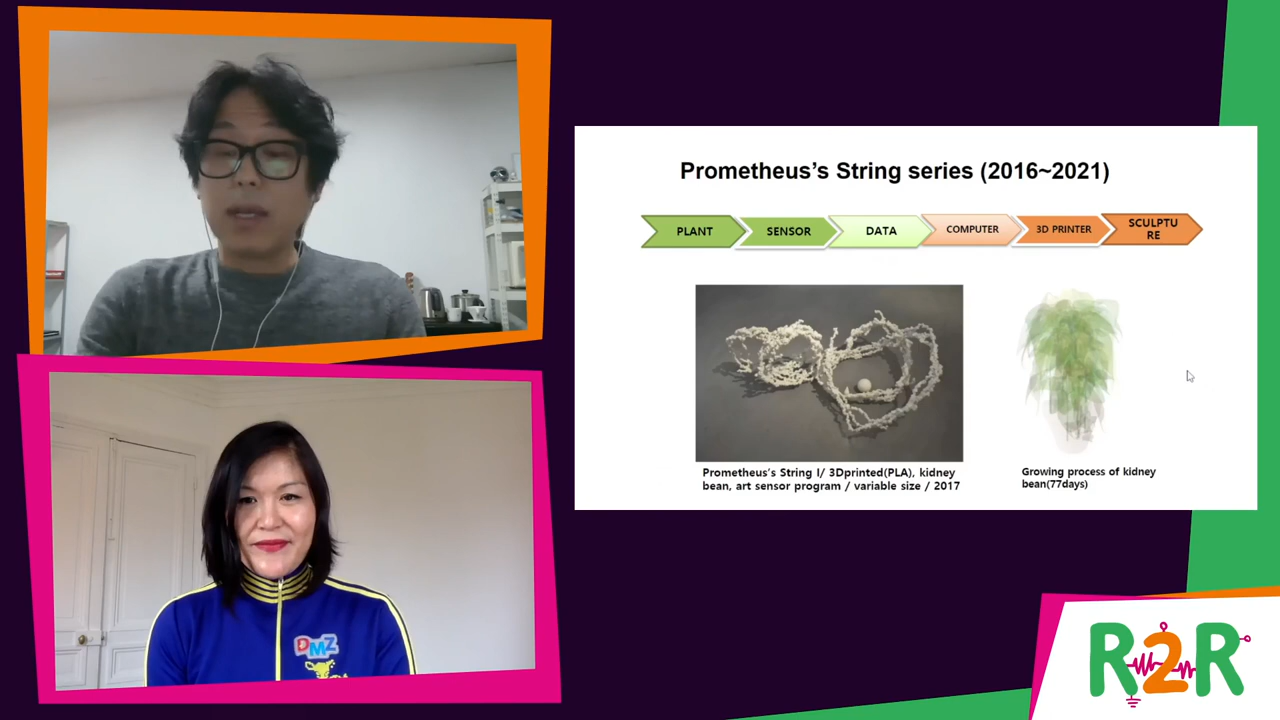 Prometheus's String series (2016~2021)
PLANT
SENSOR
DATA
COMPUTER
3D PRINTER
SCULPTU
RE
Prometheus's String I/ 3Dprinted(PLA), kidney
bean, art sensor program / variable size / 2017
Growing process of kidney
bean(77days)
DMZ
R2R